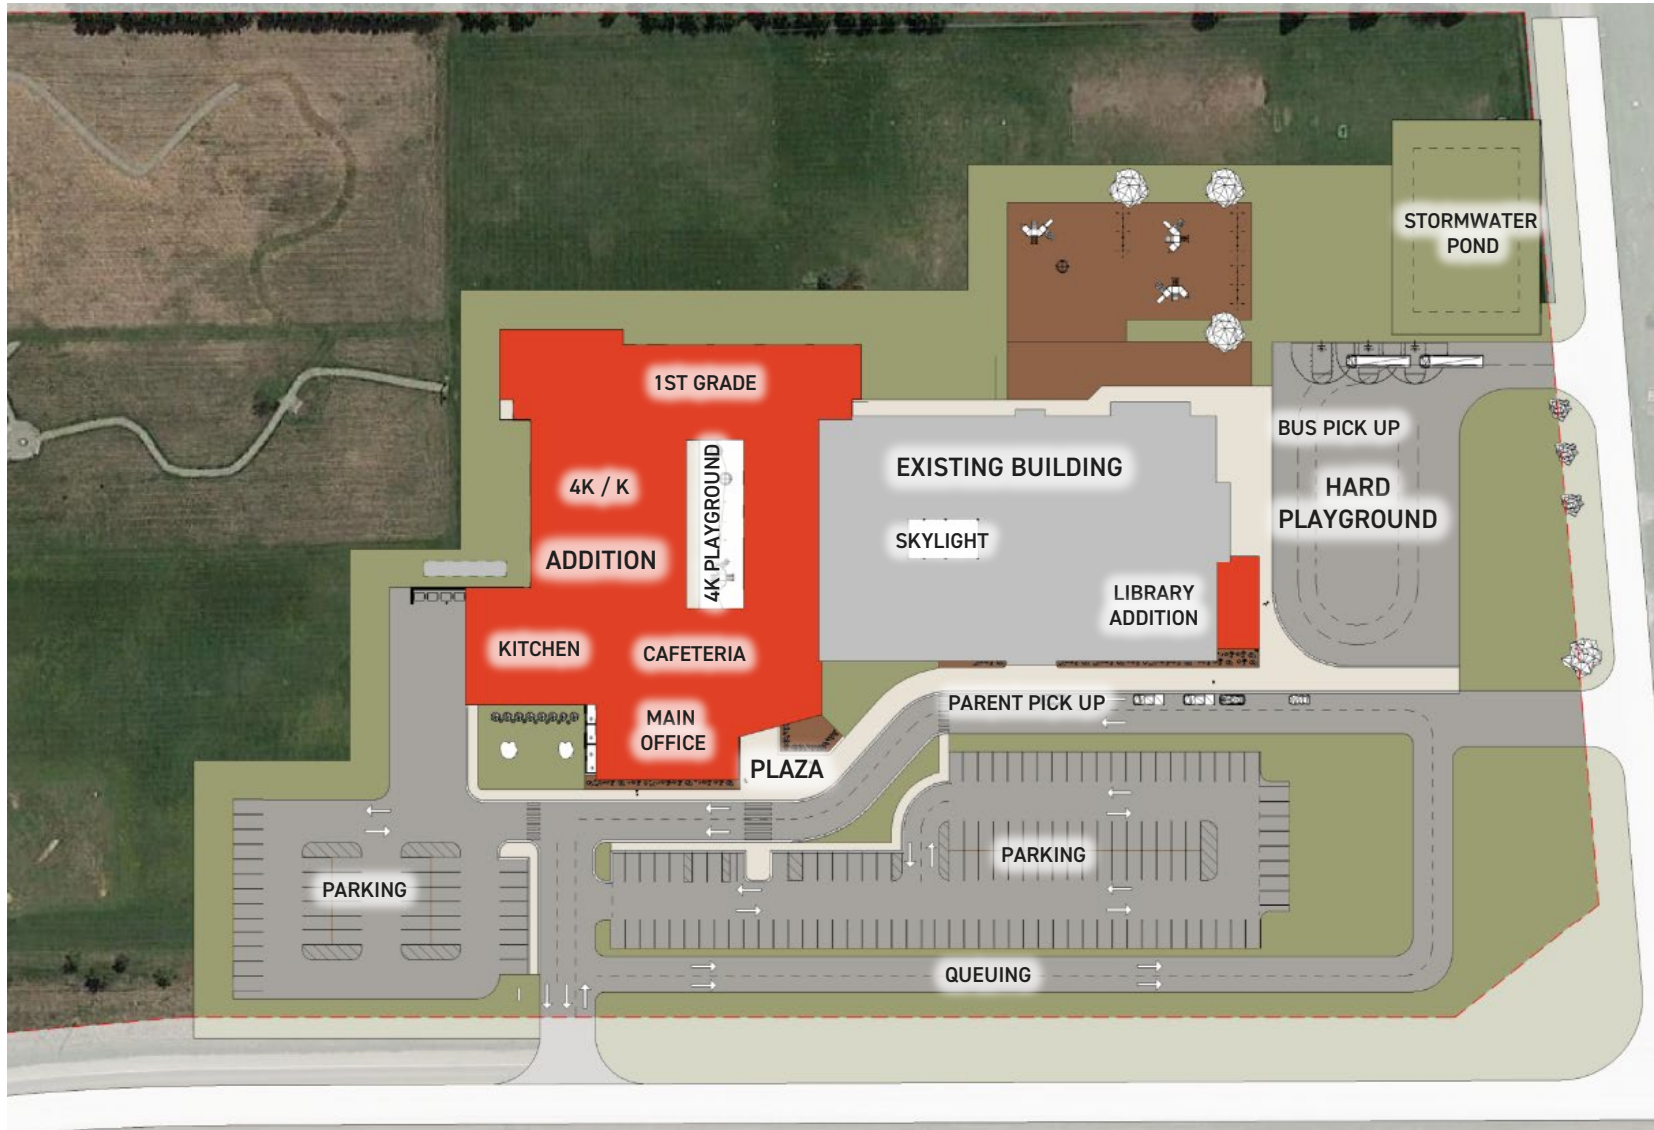 STORMWATER
POND
1ST GRADE
BUS PICK UP
EXISTING BUILDING
4K / K
4K PLAYGROUND
HARD
PLAYGROUND
SKYLIGHT
ADDITION
LIBRARY
ADDITION
KITCHEN
CAFETERIA
PARENT PICK UP
MAIN
OFFICE
PLAZA
PARKING
PARKING
QUEUING